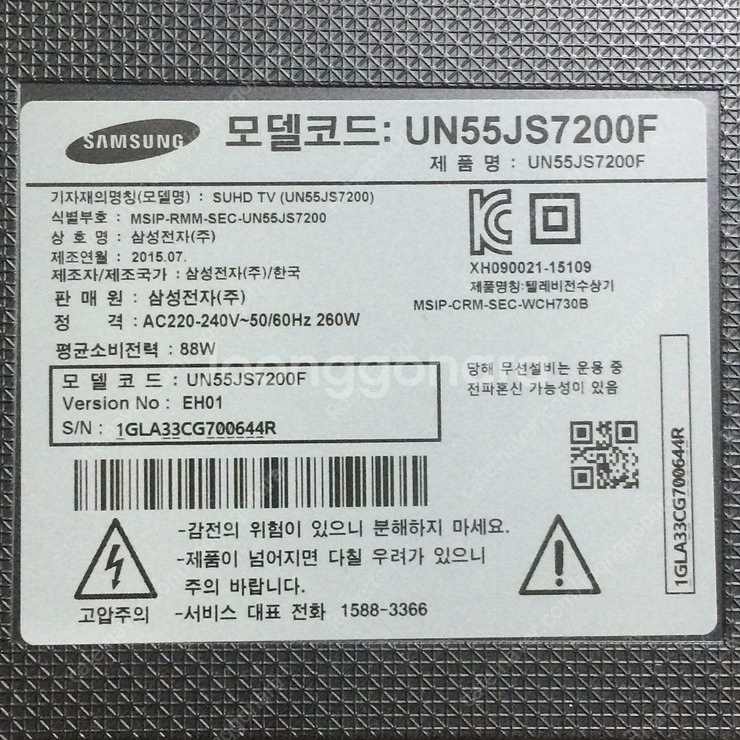 SAMSUNG
모델코드: UN55JS7200F
제 품 명 : UN55JS7200F
기자재의명칭(모델명) : SUHD TV (UN55JS7200)
식별부호 : MSIP-RMM-SEC-UN55JS7200
상 호 명 : 삼성전자(주)
제조연월 : 2015.07.
제조자/제조국가 : 삼성전자(주)/한국
판 매 원 : 삼성전자(주)
정 격 : AC220-240V~50/60Hz 260W
평균소비전력 : 88W
XH090021-15109
제품명칭:텔레비전수상기
MSIP-CRM-SEC-WCH730B
당해 무선설비는 운용 중
전파혼신 가능성이 있음
모 델 코 드 : UN55JS7200F
Version No : EH01
S/N : 1GLA33CG700644R
1GLA33CG700644R
-감전의 위험이 있으니 분해하지 마세요.
-제품이 넘어지면 다칠 우려가 있으니
주의 바랍니다.
고압주의
-서비스 대표 전화 1588-3366